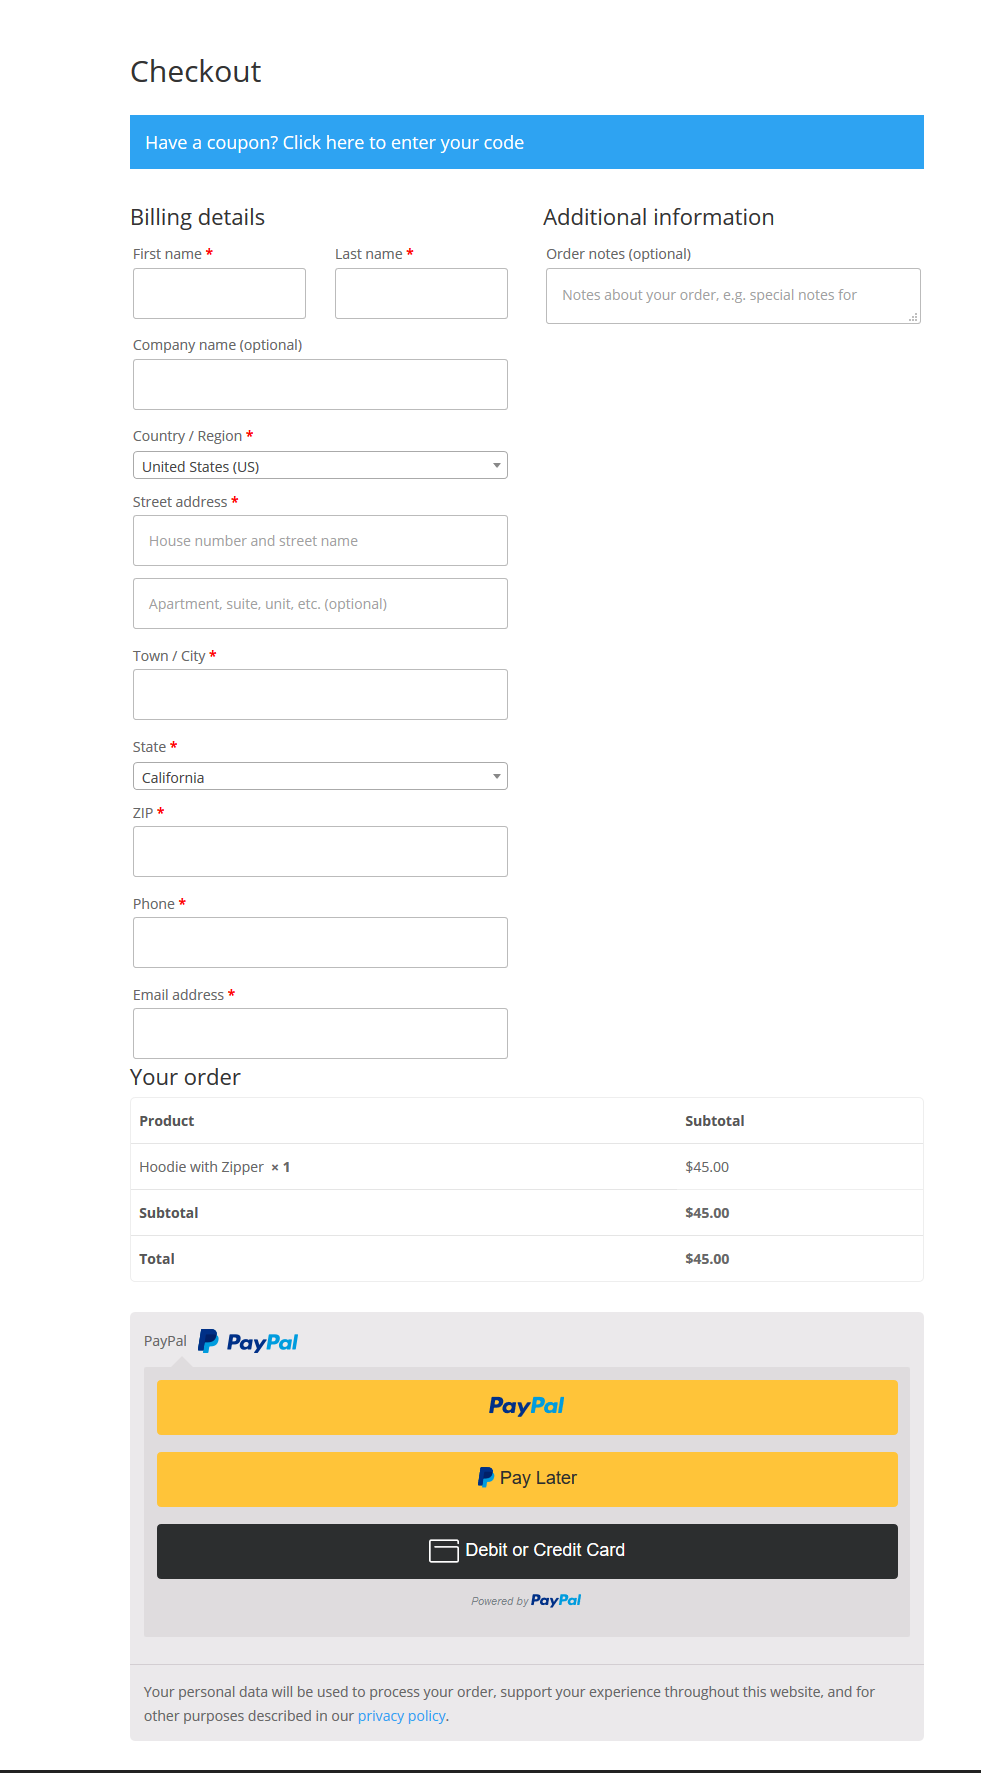 Checkout
Have a coupon? Click here to enter your code
Billing details
First name *
Last name *
Company name (optional)
Country / Region *
United States (US)
Street address *
House number and street name
Apartment, suite, unit, etc. (optional)
Town / City *
State *
California
ZIP *
Phone *
Email address *
Additional information
Order notes (optional)
Notes about your order, e.g. special notes for
Your order
Product Subtotal
Hoodie with Zipper × 1 $45.00
Subtotal $45.00
Total $45.00
PayPal PayPal
PayPal
Pay Later
Debit or Credit Card
Powered by PayPal
Your personal data will be used to process your order, support your experience throughout this website, and for
other purposes described in our privacy policy.